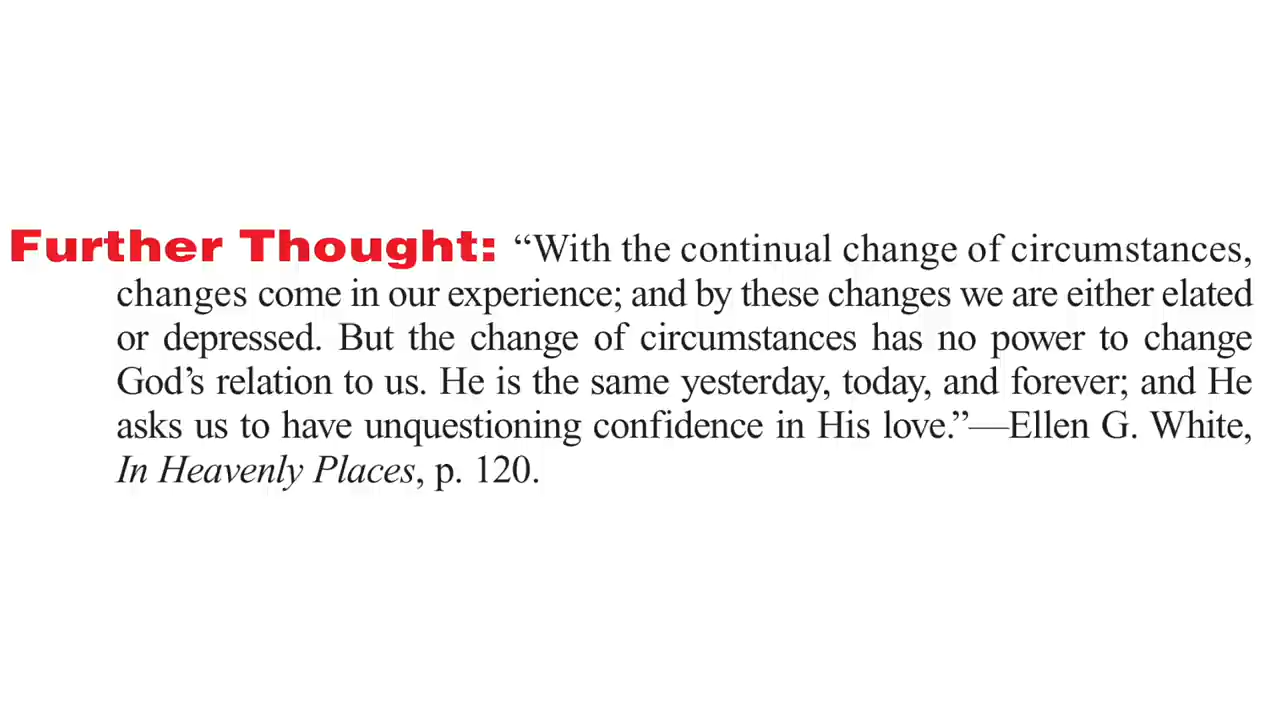 Further Thought: “With the continual change of circumstances,
changes come in our experience; and by these changes we are either elated
or depressed. But the change of circumstances has no power to change
God’s relation to us. He is the same yesterday, today, and forever; and He
asks us to have unquestioning confidence in His love.”—Ellen G. White,
In Heavenly Places, p. 120.